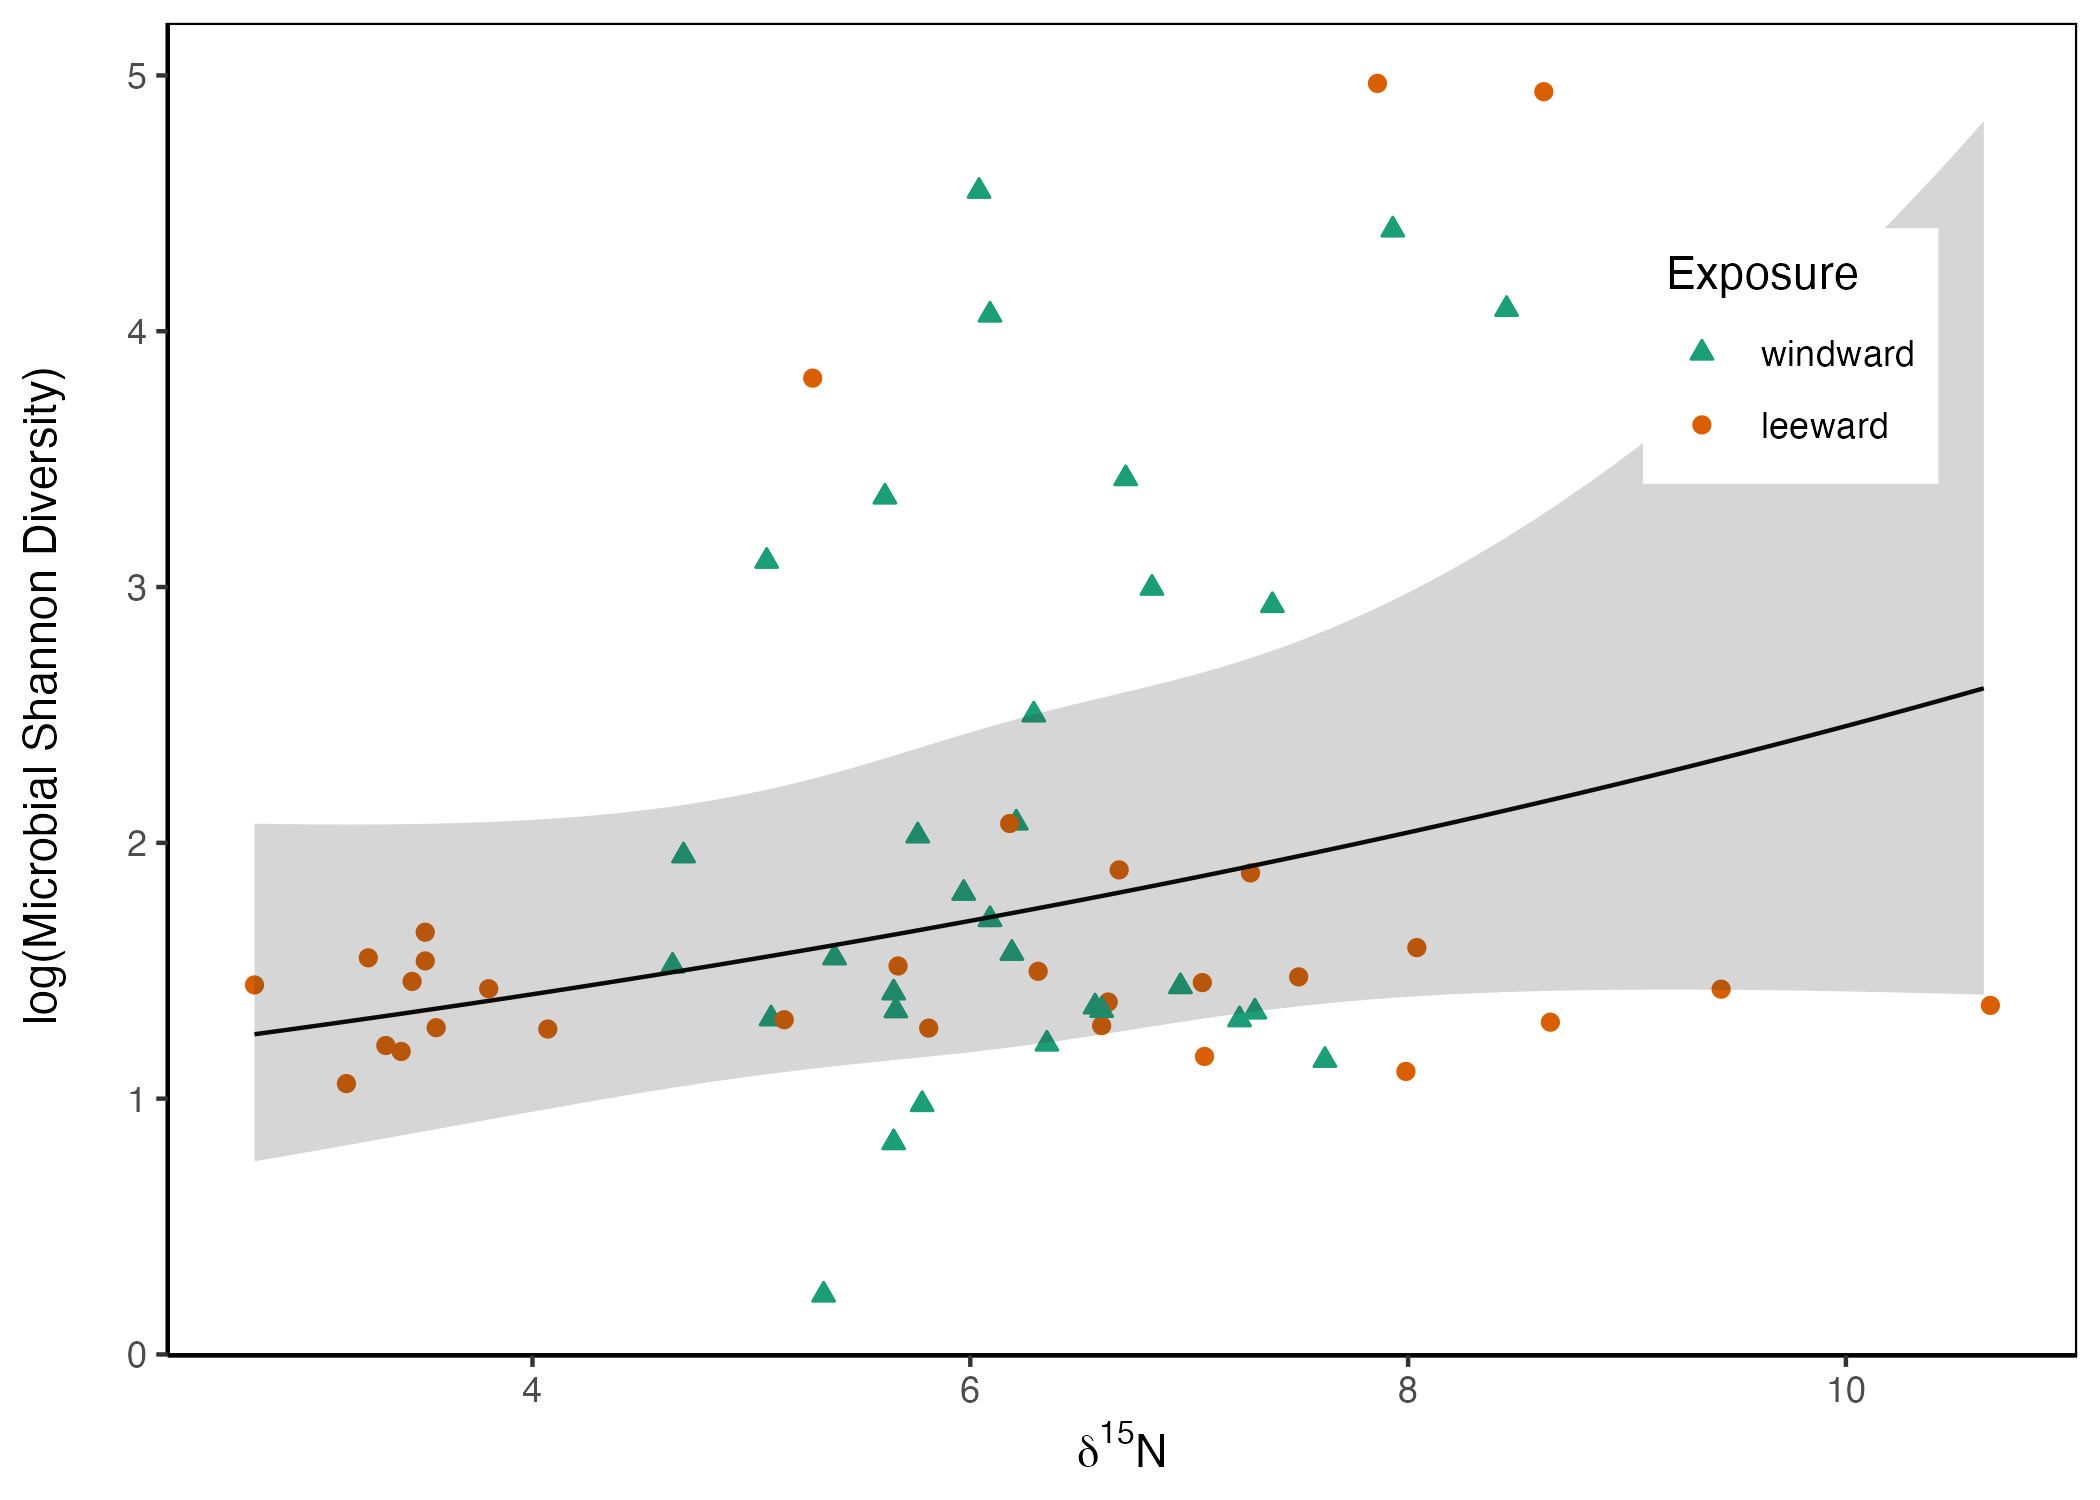 log(Microbial Shannon Diversity)
5
4
3
2
1
0
Exposure
windward
leeward
4 6 8 10
δ¹⁵N